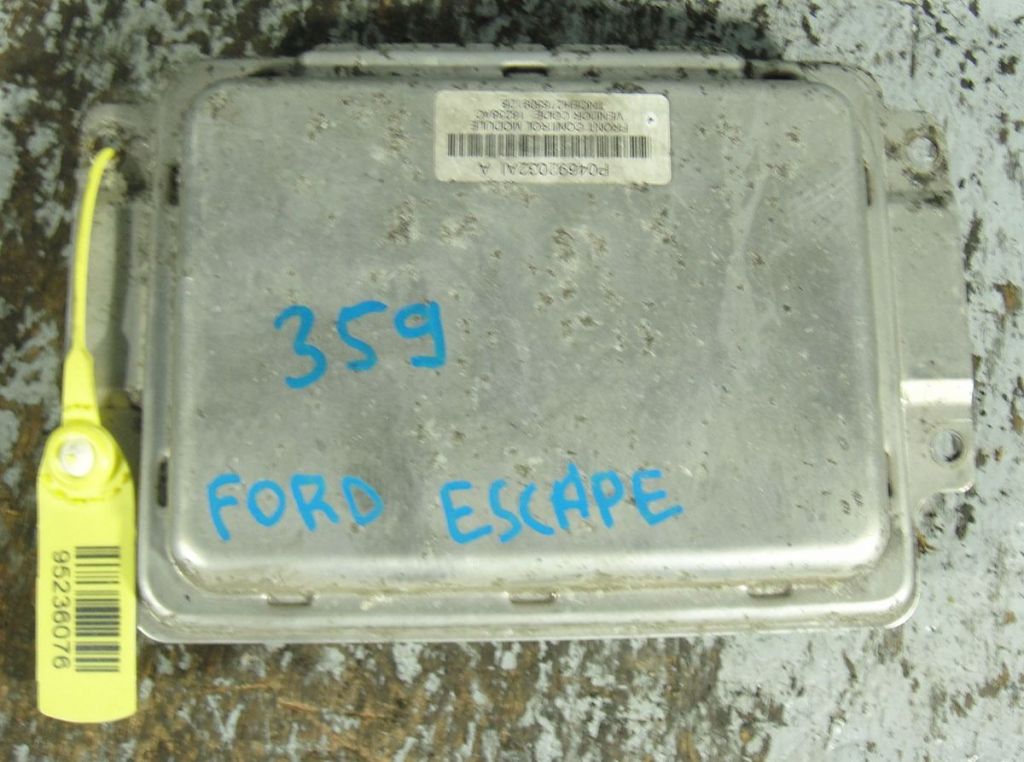 P04692032AI A
FRONT CONTROL MODULE
VENDOR CODE:
359
FORD ESCAPE
95236076